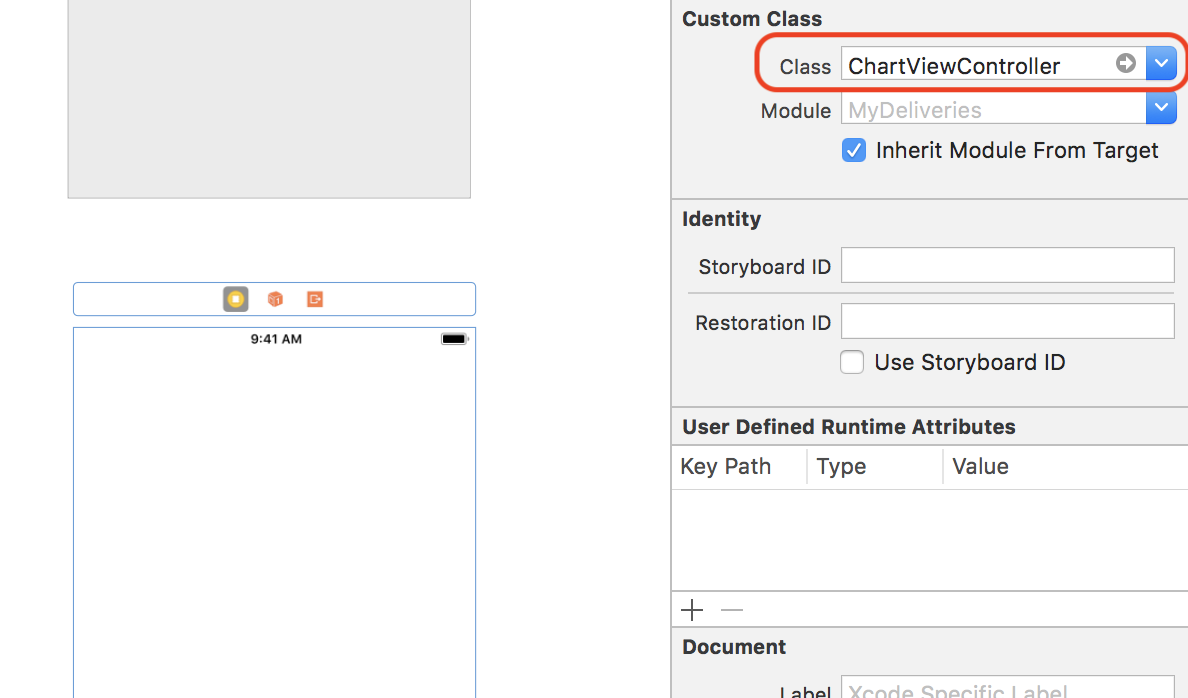 Custom Class
Class ChartViewController
Module MyDeliveries
Inherit Module From Target
Identity
Storyboard ID
9:41 AM
Restoration ID
Use Storyboard ID
User Defined Runtime Attributes
Key Path Type Value
Document
Label Xcode Specific Label